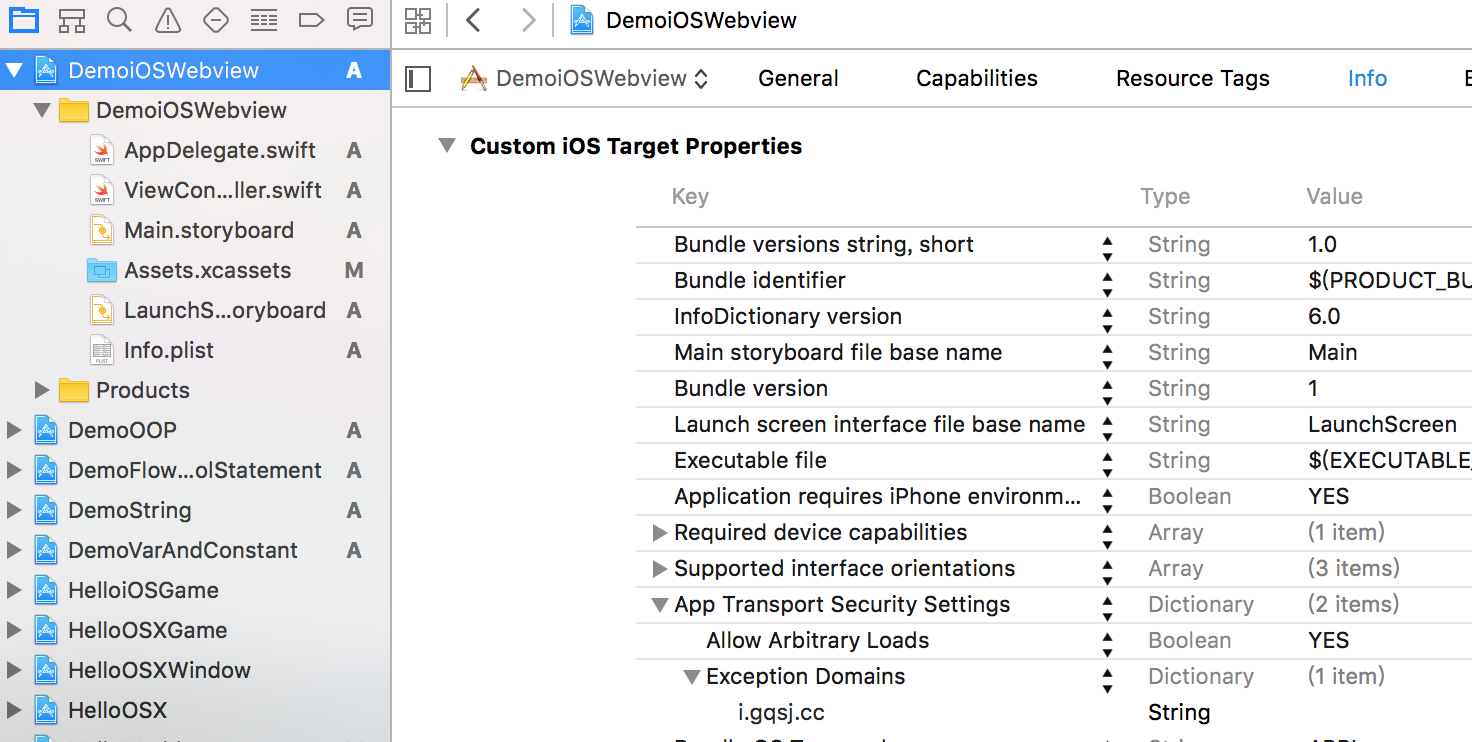 DemoiOSWebview
DemoiOSWebview A
DemoiOSWebview
AppDelegate.swift A
ViewCon...ller.swift A
Main.storyboard A
Assets.xcassets M
LaunchS...oryboard A
Info.plist A
Products
DemoOOP A
DemoFlow...olStatement A
DemoString A
DemoVarAndConstant A
HelloiOSGame
HelloOSXGame
HelloOSXWindow
HelloOSX
DemoiOSWebview General Capabilities Resource Tags Info
Custom iOS Target Properties
Key Type Value
Bundle versions string, short String 1.0
Bundle identifier String $(PRODUCT_BU
InfoDictionary version String 6.0
Main storyboard file base name String Main
Bundle version String 1
Launch screen interface file base name String LaunchScreen
Executable file String $(EXECUTABLE_
Application requires iPhone environm... Boolean YES
Required device capabilities Array (1 item)
Supported interface orientations Array (3 items)
App Transport Security Settings Dictionary (2 items)
Allow Arbitrary Loads Boolean YES
Exception Domains Dictionary (1 item)
i.gqsj.cc String